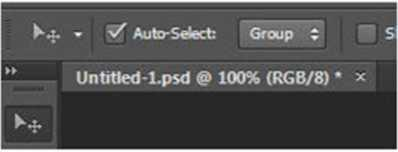 Auto-Select: Group
Untitled-1.psd @ 100% (RGB/8) * ×